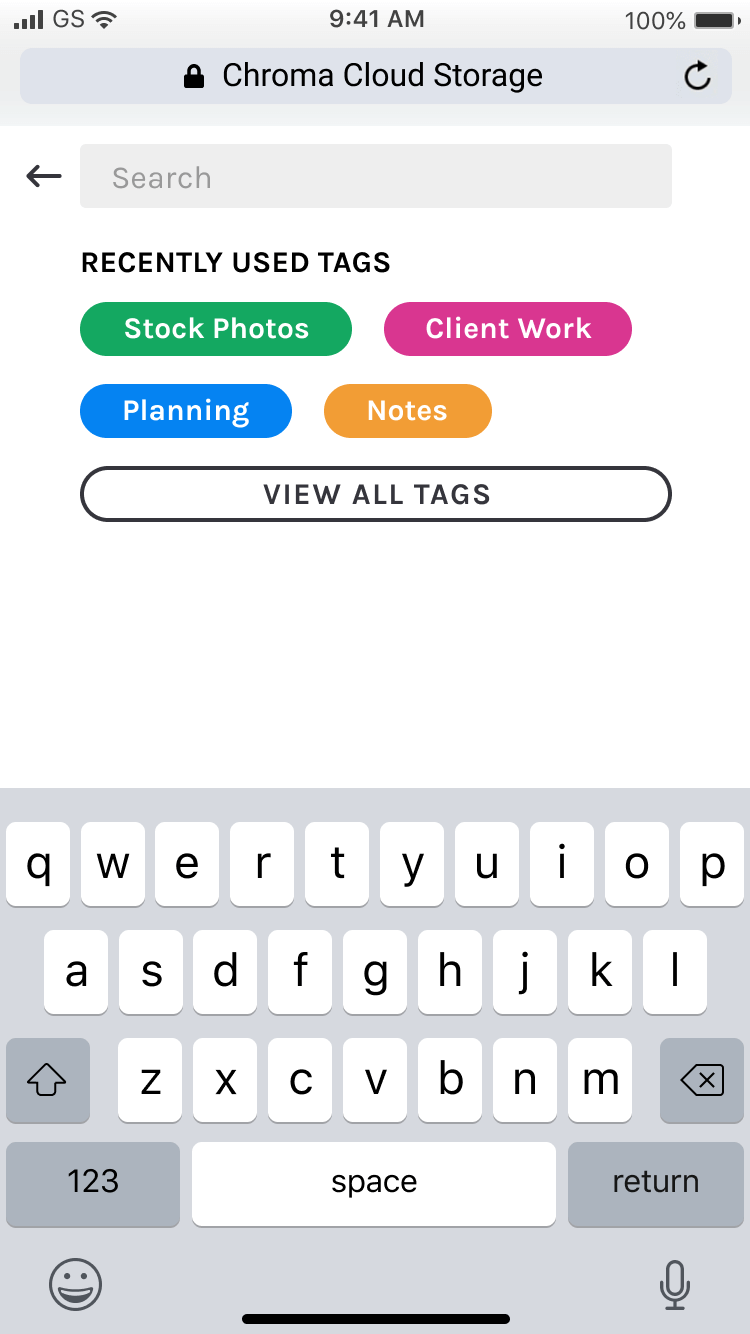 GS 9:41 AM 100%
Chroma Cloud Storage
Search
RECENTLY USED TAGS
Stock Photos Client Work
Planning Notes
VIEW ALL TAGS
q w e r t y u i o p
a s d f g h j k l
z x c v b n m
123 space return